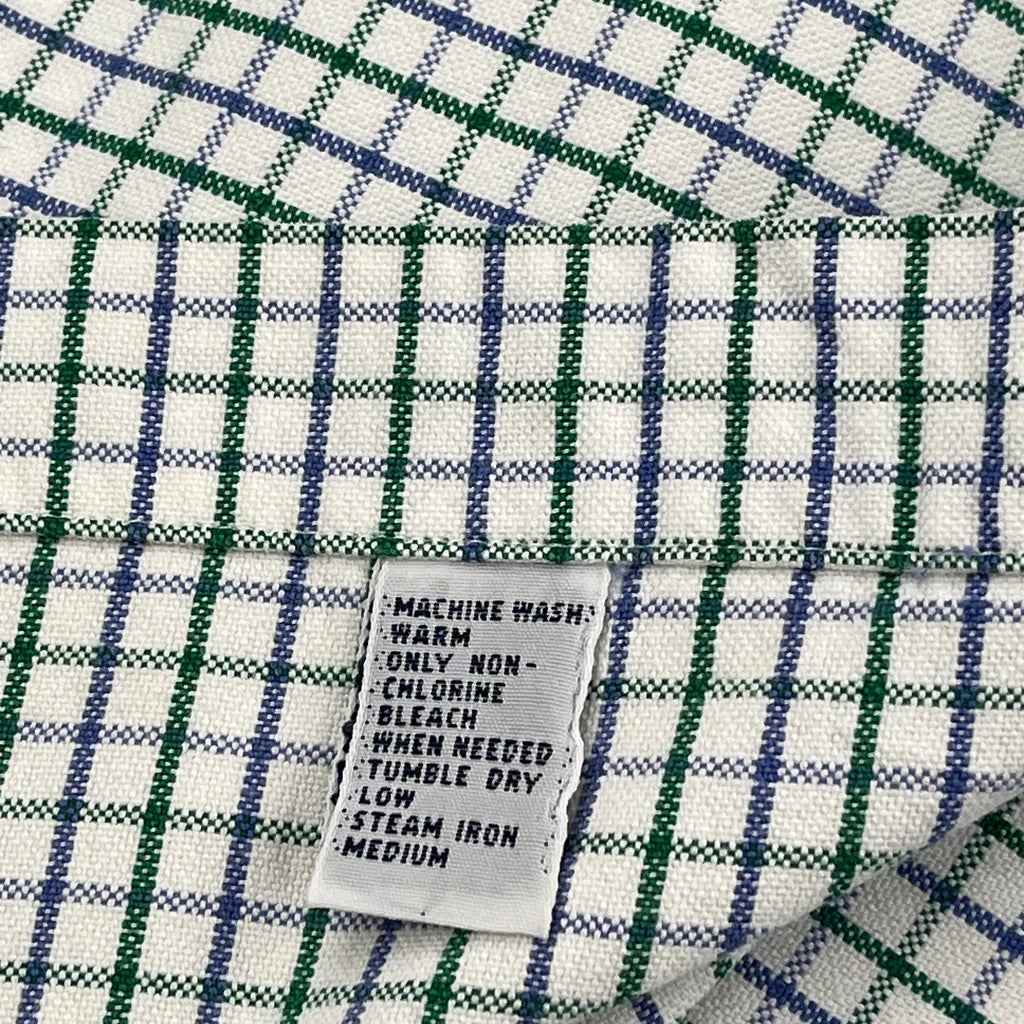 MACHINE WASH
WARM
ONLY NON-
CHLORINE
BLEACH
WHEN NEEDED
TUMBLE DRY
LOW
STEAM IRON
MEDIUM